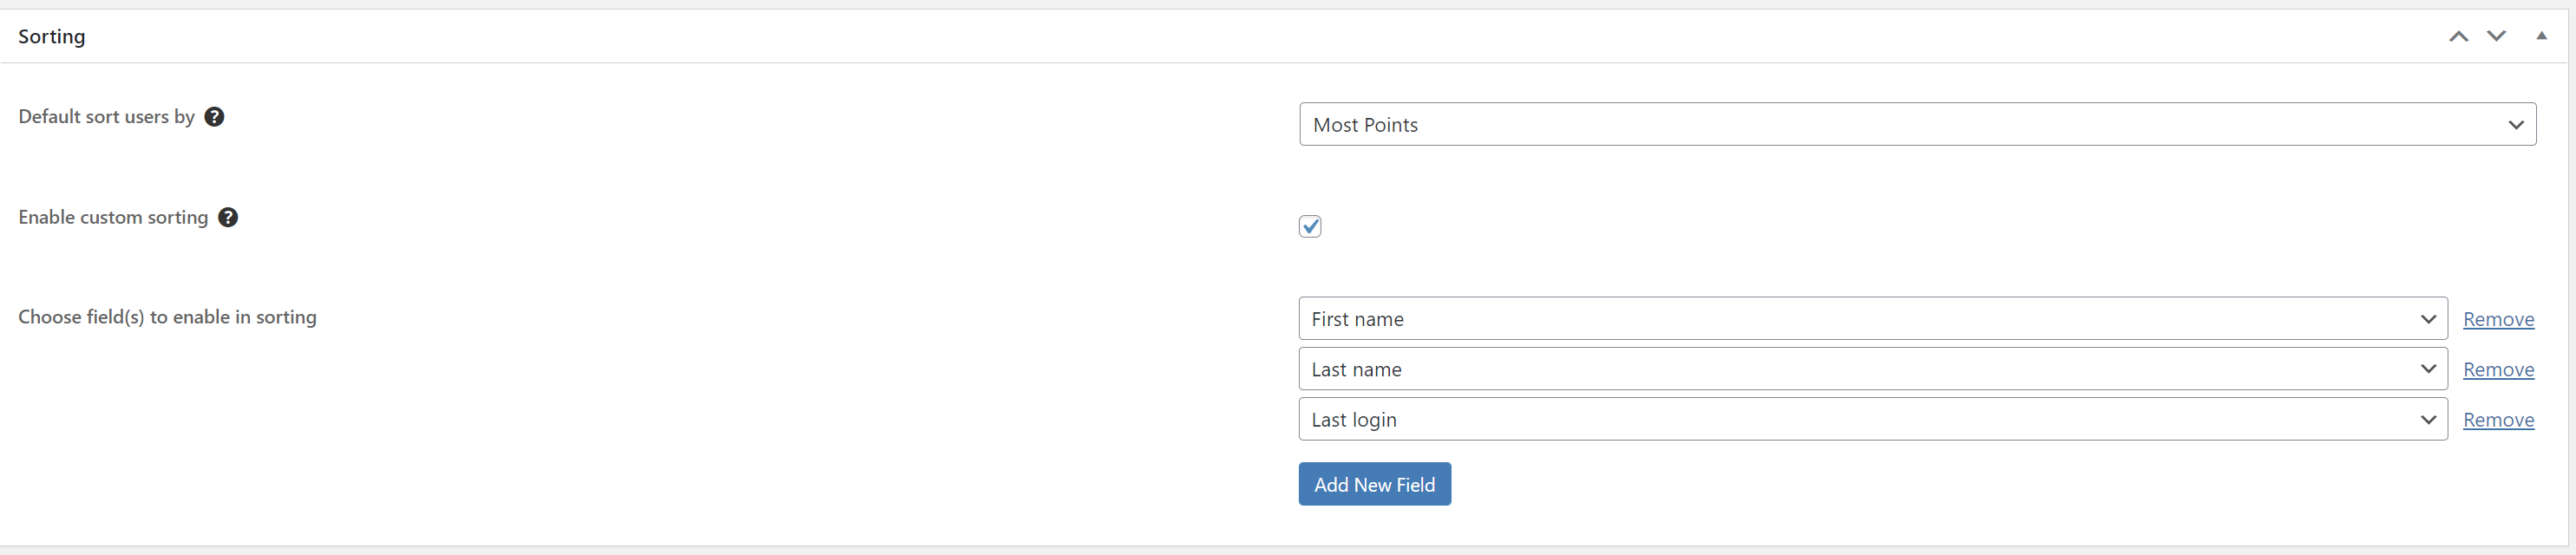 Sorting
Default sort users by
Most Points
Enable custom sorting
Choose field(s) to enable in sorting
First name
Remove
Last name
Remove
Last login
Remove
Add New Field